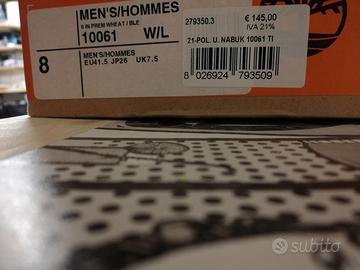 MEN'S/HOMMES
6 IN PREM WHEAT / BLE
10061 W/L
8
MEN'S/HOMMES
EU41.5 JP26 UK7.5
279350.3
€ 145,00
IVA 21%
21-POL. U. NABUK 10061 TI
8 026924 793509
subito